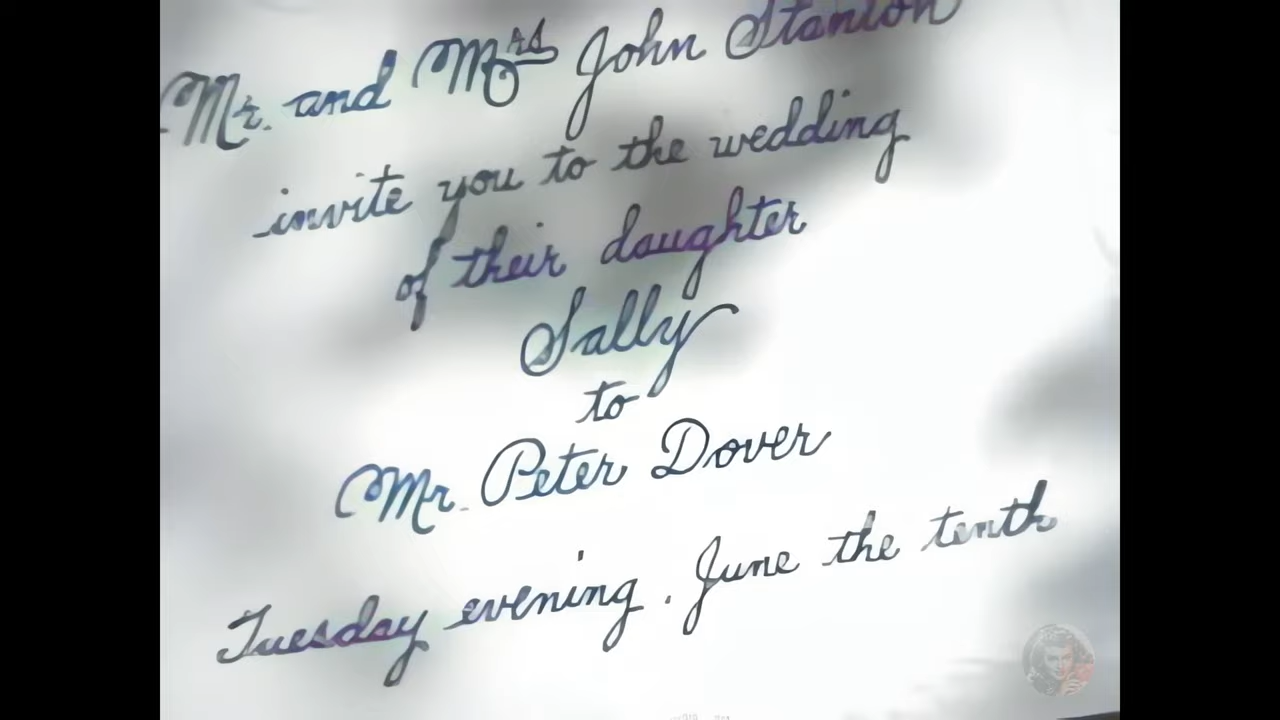 Mr. and Mrs John Stanton
invite you to the wedding
of their daughter
Sally
to
Mr. Peter Dover
Tuesday evening. June the tenth